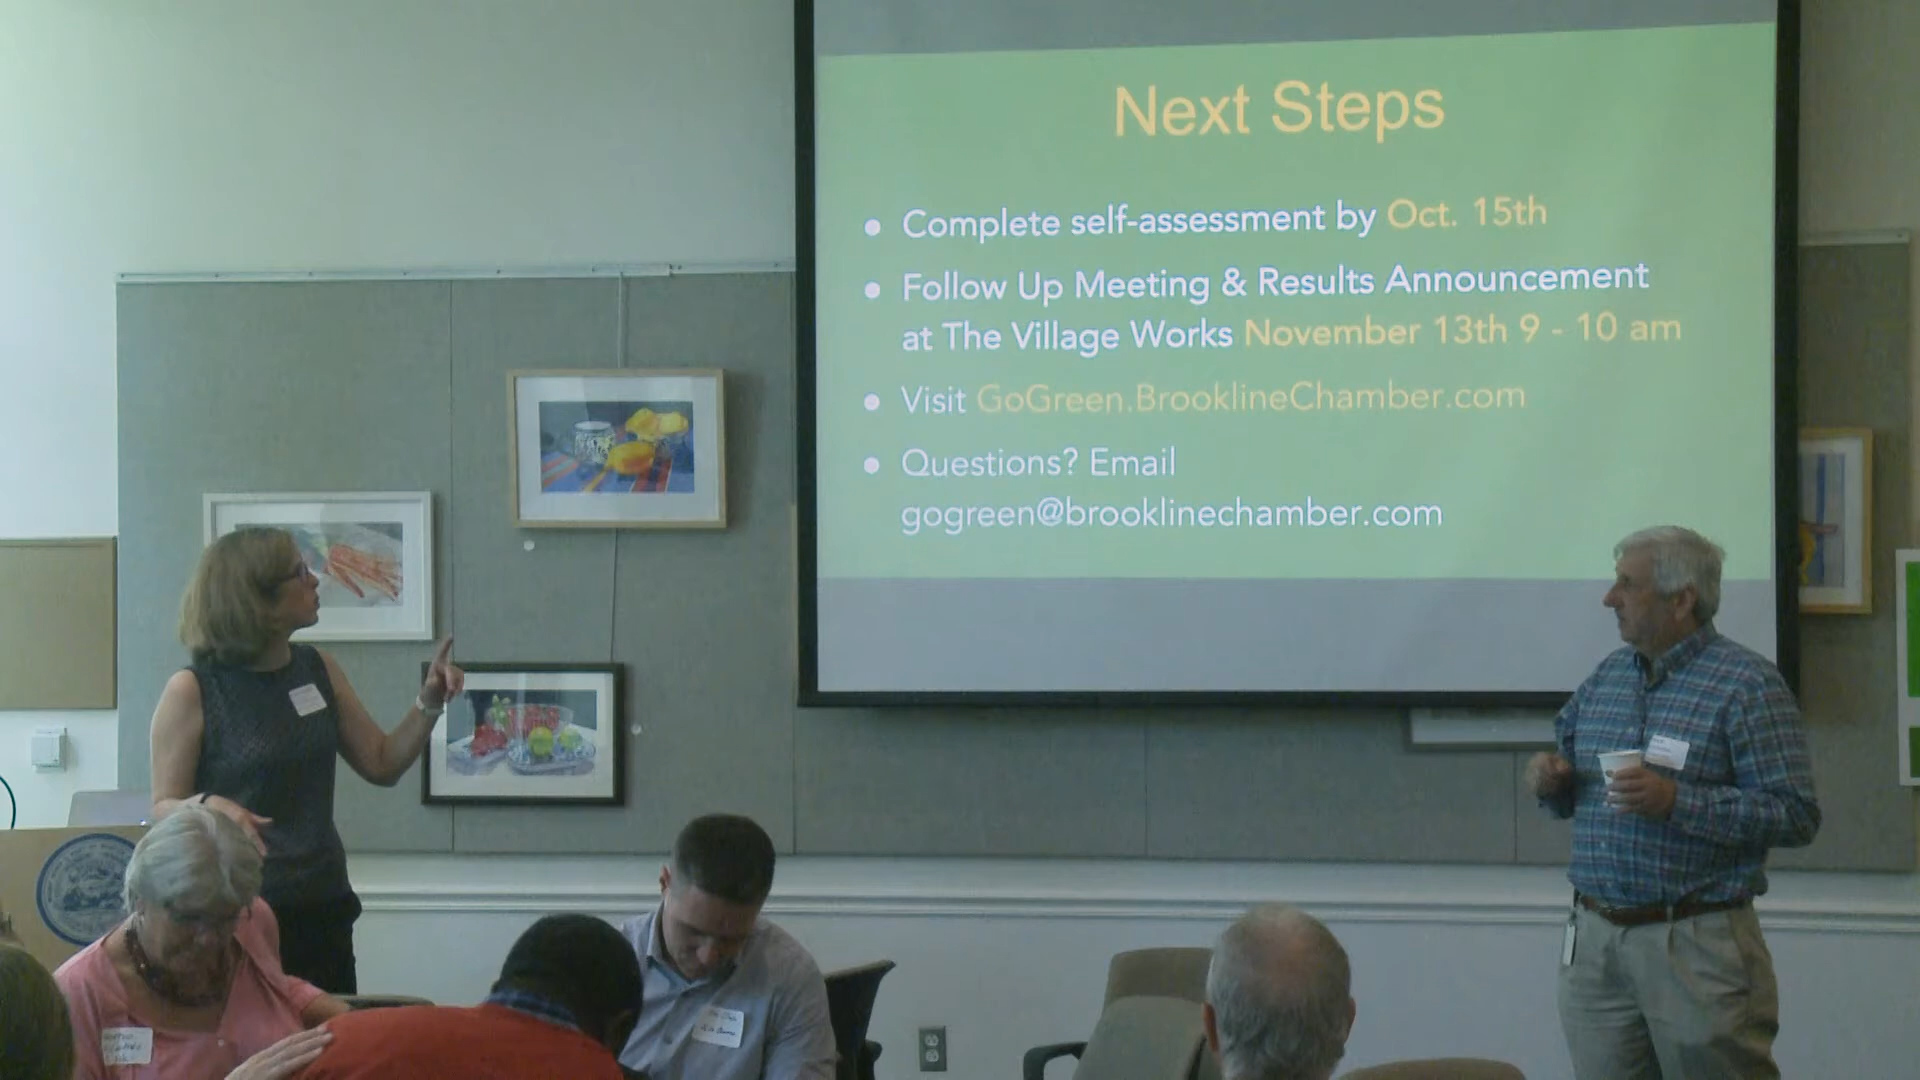 Next Steps
Complete self-assessment by Oct. 15th
Follow Up Meeting & Results Announcement
at The Village Works November 13th 9 - 10 am
Visit GoGreen.BrooklineChamber.com
Questions? Email
gogreen@brooklinechamber.com